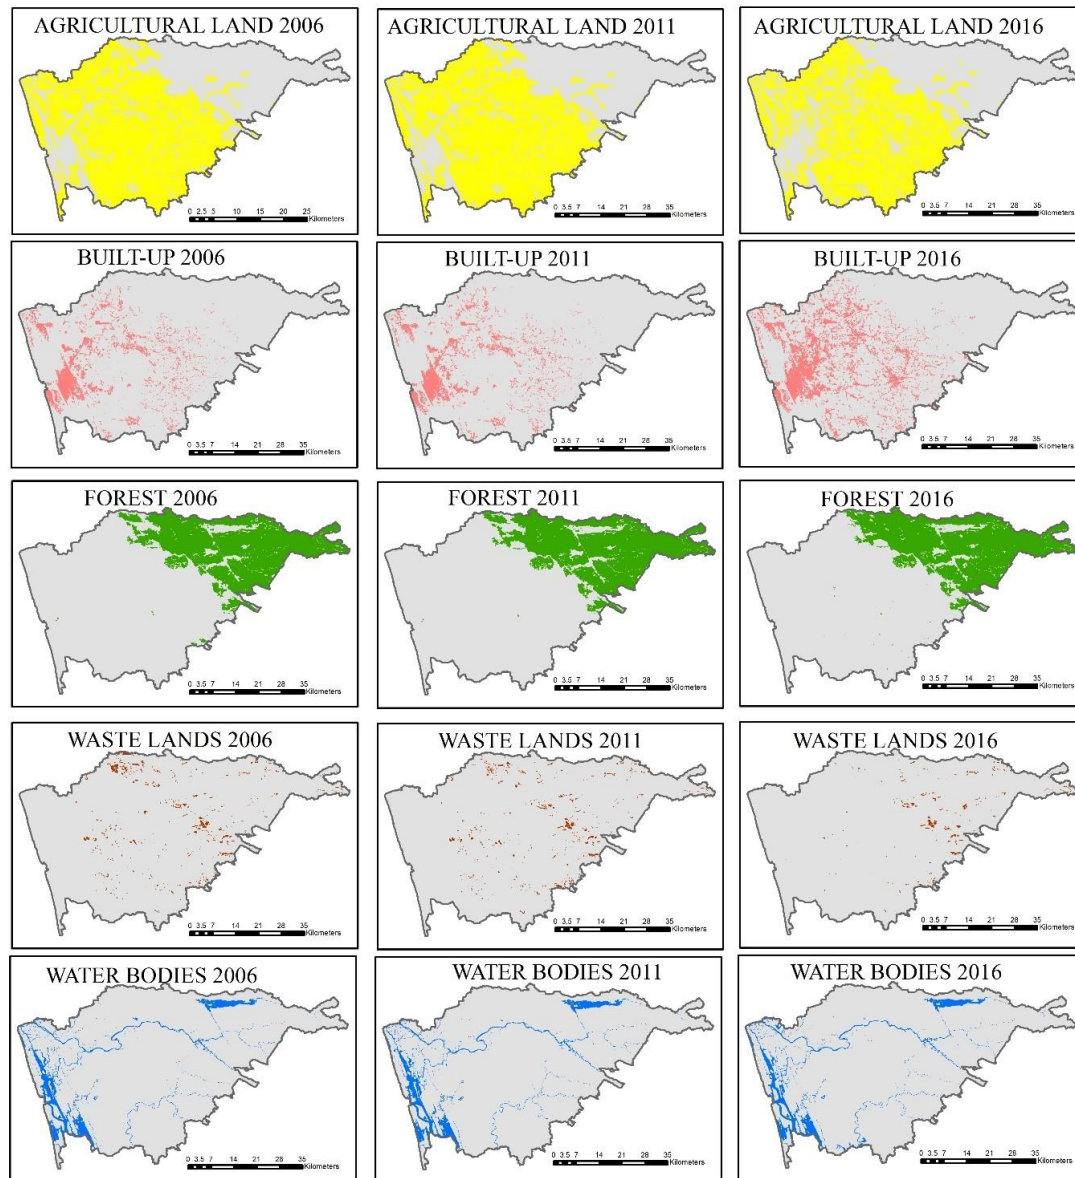 AGRICULTURAL LAND 2006
0 2.5 5 10 15 20 25
Kilometers
AGRICULTURAL LAND 2011
0 3.5 7 14 21 28 35
Kilometers
AGRICULTURAL LAND 2016
0 3.5 7 14 21 28 35
Kilometers
BUILT-UP 2006
0 3.5 7 14 21 28 35
Kilometers
BUILT-UP 2011
0 3.5 7 14 21 28 35
Kilometers
BUILT-UP 2016
0 3.5 7 14 21 28 35
Kilometers
FOREST 2006
0 3.5 7 14 21 28 35
Kilometers
FOREST 2011
0 3.5 7 14 21 28 35
Kilometers
FOREST 2016
0 3.5 7 14 21 28 35
Kilometers
WASTE LANDS 2006
0 3.5 7 14 21 28 35
Kilometers
WASTE LANDS 2011
0 3.5 7 14 21 28 35
Kilometers
WASTE LANDS 2016
0 3.5 7 14 21 28 35
Kilometers
WATER BODIES 2006
0 3.5 7 14 21 28 35
Kilometers
WATER BODIES 2011
0 3.5 7 14 21 28 35
Kilometers
WATER BODIES 2016
0 3.5 7 14 21 28 35
Kilometers